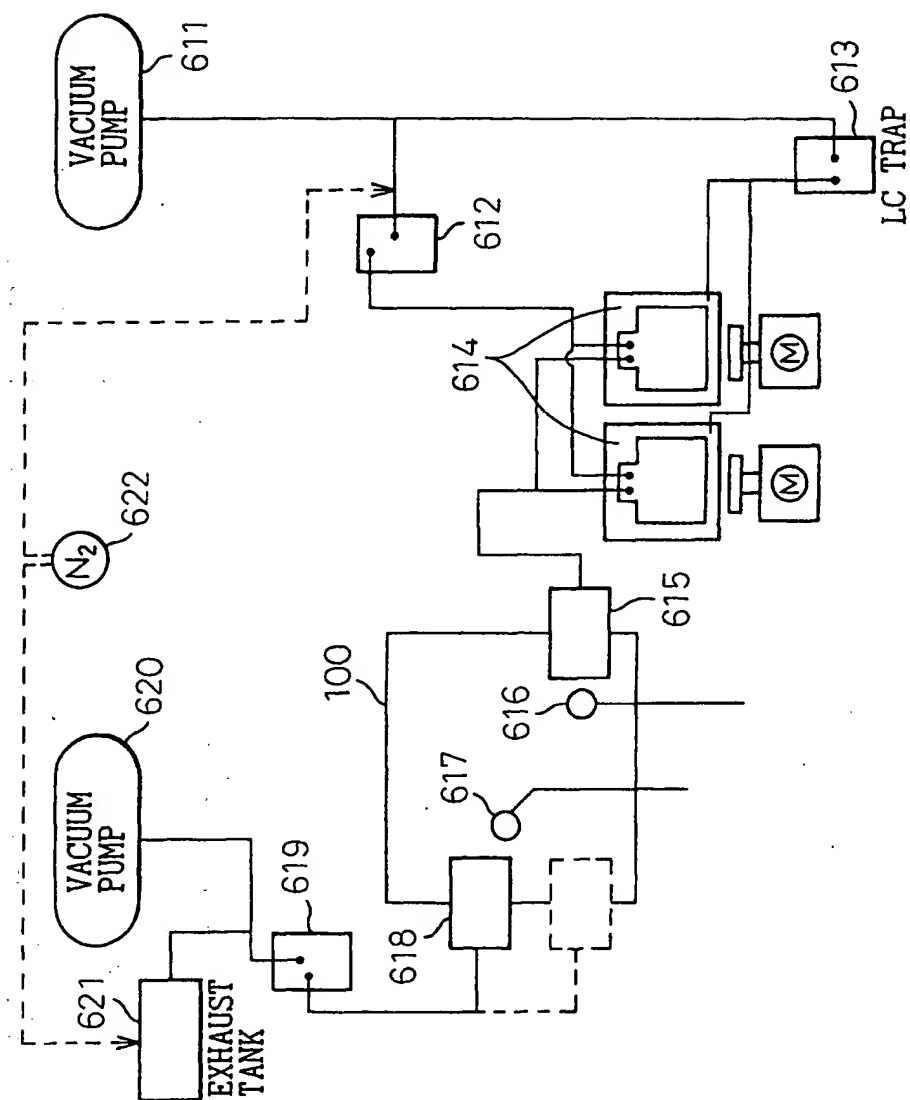 VACUUM
PUMP
611
VACUUM
PUMP
620
N₂
622
621
EXHAUST
TANK
619
618
617
616
100
615
614
612
613
LC TRAP
M
M